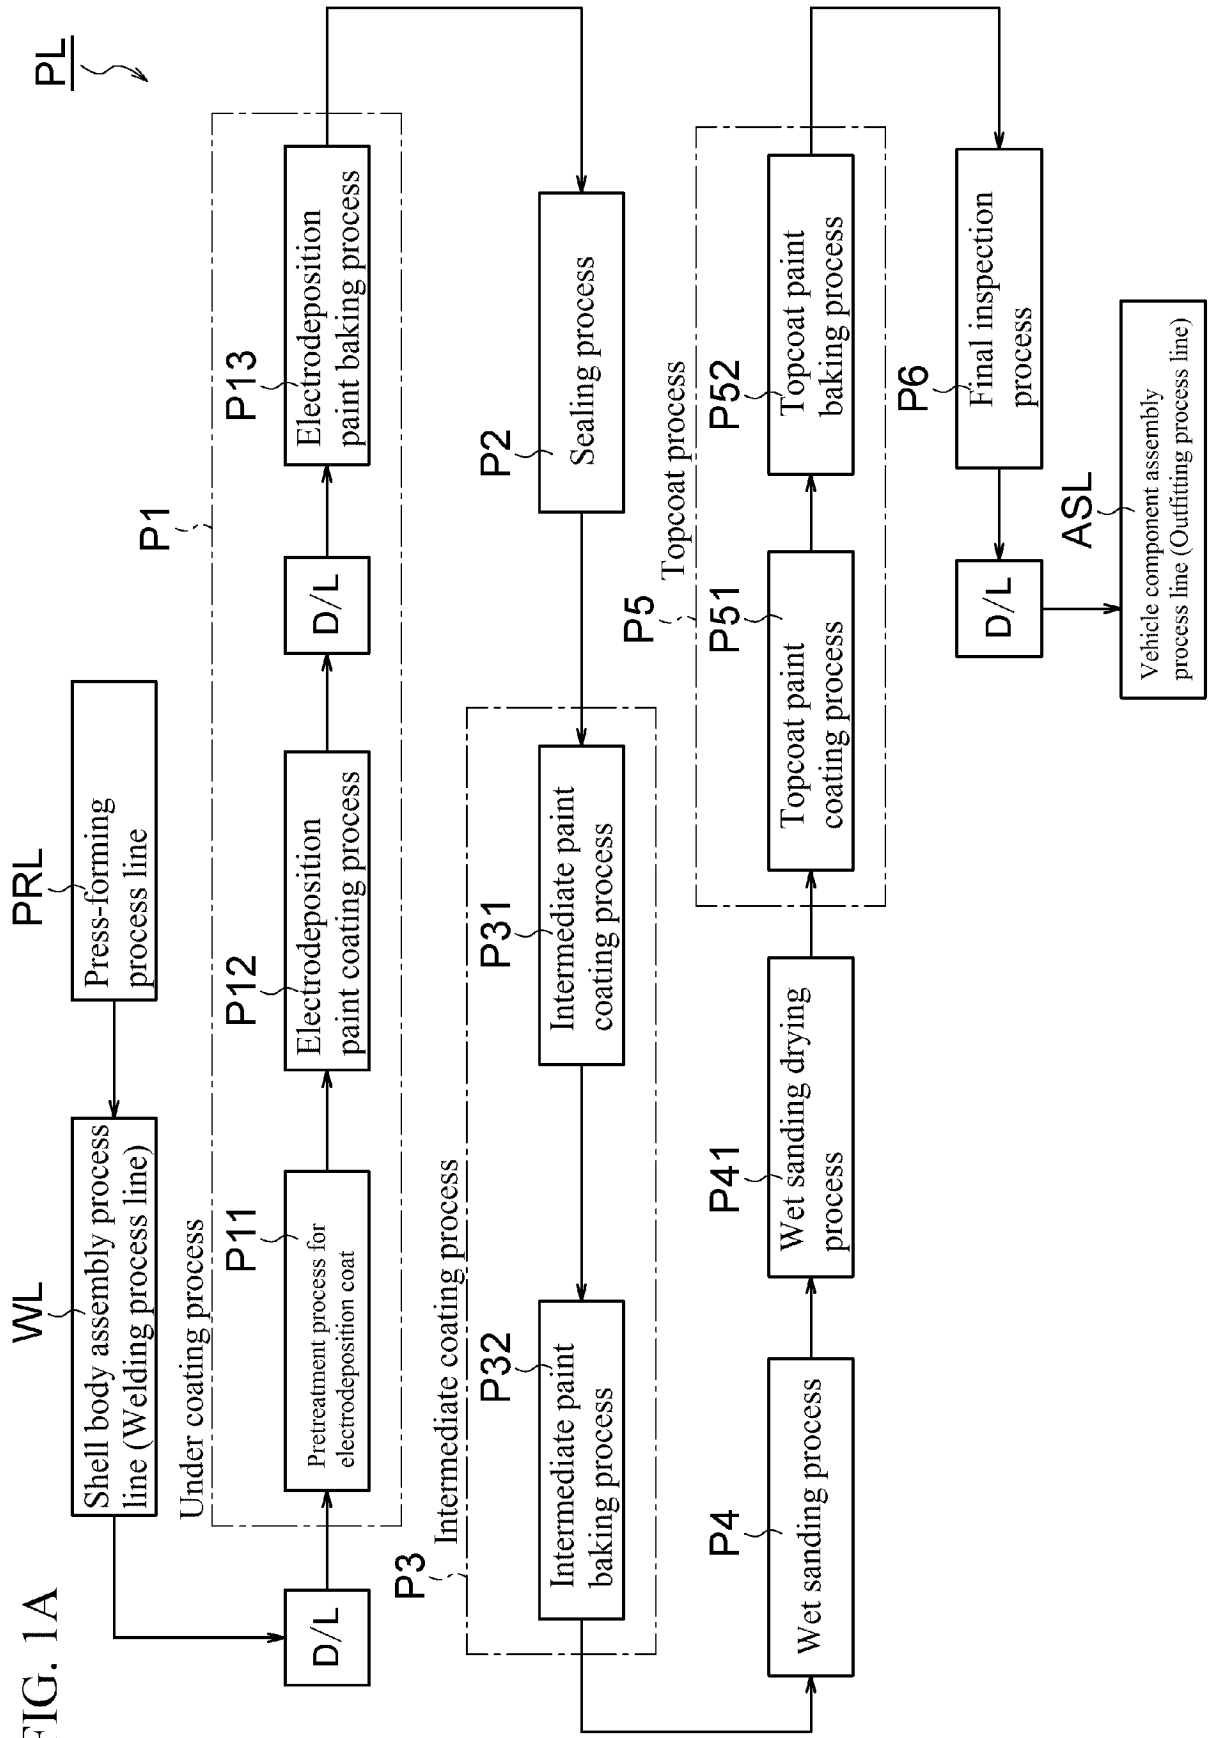 FIG. 1A
PL
WL
Shell body assembly process
line (Welding process line)
PRL
Press-forming
process line
D/L
Under coating process
P1
P11
Pretreatment process for
electrodeposition coat
P12
Electrodeposition
paint coating process
D/L
P13
Electrodeposition
paint baking process
P2
Sealing process
P3
Intermediate coating process
P32
Intermediate paint
baking process
P31
Intermediate paint
coating process
P4
Wet sanding process
P41
Wet sanding drying
process
P5
Topcoat process
P51
Topcoat paint
coating process
P52
Topcoat paint
baking process
P6
Final inspection
process
D/L
ASL
Vehicle component assembly
process line (Outfitting process line)